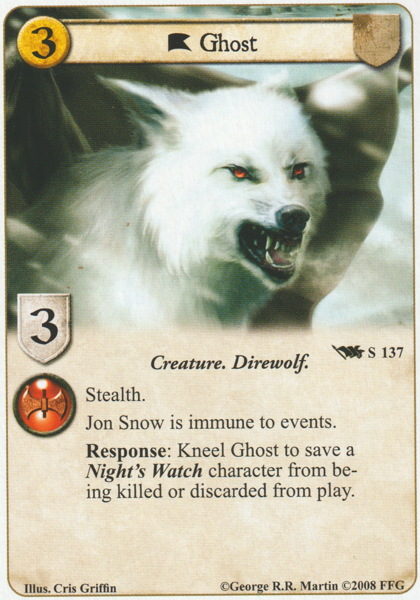 3
Ghost
3
Creature. Direwolf.
S 137
Stealth.
Jon Snow is immune to events.
Response: Kneel Ghost to save a
Night's Watch character from be-
ing killed or discarded from play.
Illus. Cris Griffin
©George R.R. Martin ©2008 FFG